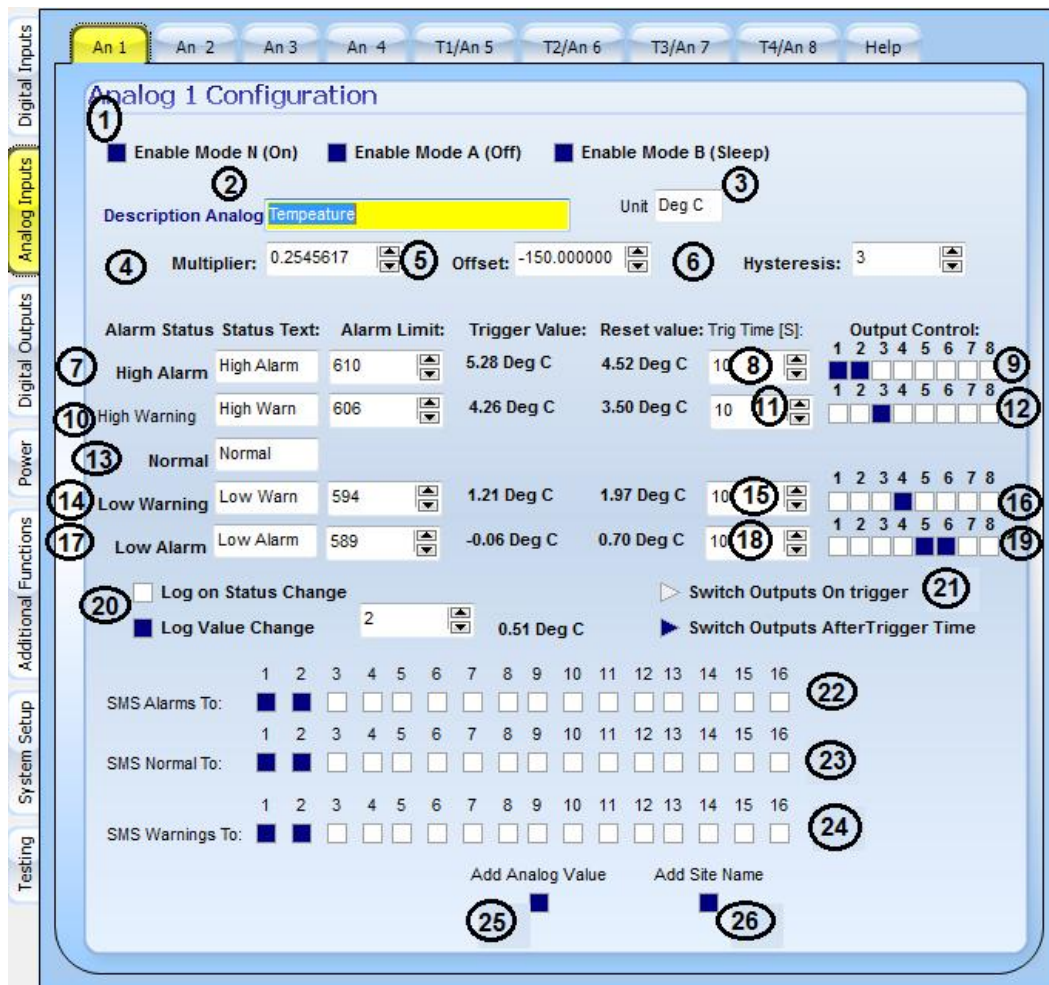 An 1 An 2 An 3 An 4 T1/An 5 T2/An 6 T3/An 7 T4/An 8 Help
Digital Inputs
Analog Inputs
Digital Outputs
Power
Additional Functions
System Setup
Testing
Analog 1 Configuration
1
Enable Mode N (On) Enable Mode A (Off) Enable Mode B (Sleep)
2 3
Description Analog Tempeature Unit Deg C
4 Multiplier: 0.2545617 5 Offset: -150.000000 6 Hysteresis: 3
Alarm Status Status Text: Alarm Limit: Trigger Value: Reset value: Trig Time [S]: Output Control:
1 2 3 4 5 6 7 8
7 High Alarm High Alarm 610 5.28 Deg C 4.52 Deg C 10 8 9
1 2 3 4 5 6 7 8
10 High Warning High Warn 606 4.26 Deg C 3.50 Deg C 10 11 12
13 Normal Normal
1 2 3 4 5 6 7 8
14 Low Warning Low Warn 594 1.21 Deg C 1.97 Deg C 10 15 16
1 2 3 4 5 6 7 8
17 Low Alarm Low Alarm 589 -0.06 Deg C 0.70 Deg C 10 18 19
20 Log on Status Change Switch Outputs On trigger 21
Log Value Change 2 0.51 Deg C Switch Outputs AfterTrigger Time
1 2 3 4 5 6 7 8 9 10 11 12 13 14 15 16
SMS Alarms To: 22
1 2 3 4 5 6 7 8 9 10 11 12 13 14 15 16
SMS Normal To: 23
1 2 3 4 5 6 7 8 9 10 11 12 13 14 15 16
SMS Warnings To: 24
Add Analog Value Add Site Name
25 26